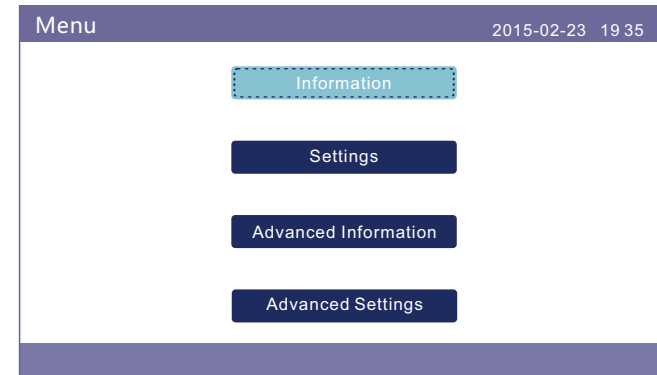 Menu
2015-02-23 19 35
Information
Settings
Advanced Information
Advanced Settings